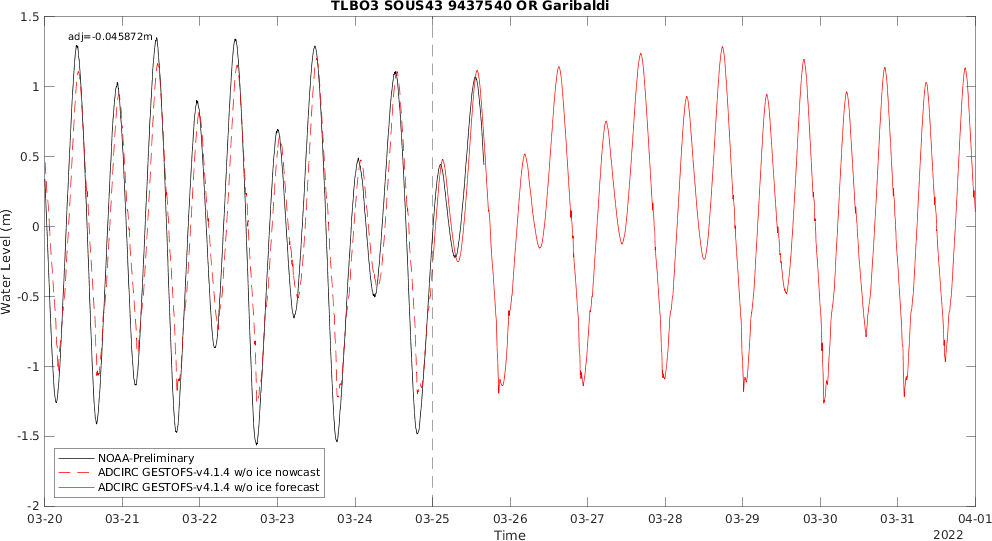 TLBO3 SOUS43 9437540 OR Garibaldi
adj=-0.045872m
1.5
1
0.5
0
-0.5
-1
-1.5
-2
Water Level (m)
NOAA-Preliminary
ADCIRC GESTOFS-v4.1.4 w/o ice nowcast
ADCIRC GESTOFS-v4.1.4 w/o ice forecast
03-20 03-21 03-22 03-23 03-24 03-25 03-26 03-27 03-28 03-29 03-30 03-31 04-01
Time
2022